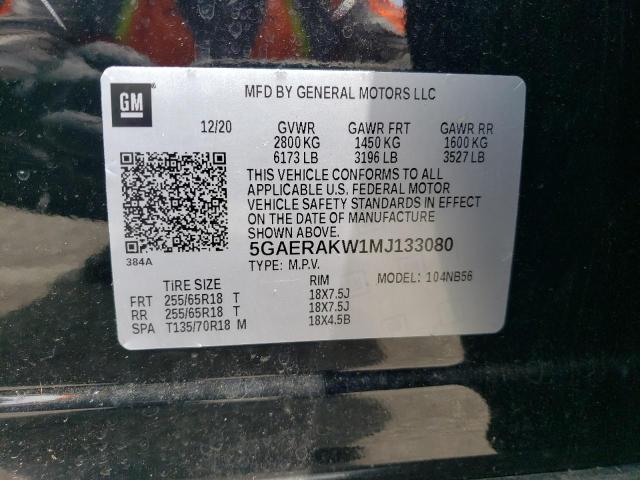 GM
MFD BY GENERAL MOTORS LLC
12/20 GVWR GAWR FRT GAWR RR
2800 KG 1450 KG 1600 KG
6173 LB 3196 LB 3527 LB
THIS VEHICLE CONFORMS TO ALL
APPLICABLE U.S. FEDERAL MOTOR
VEHICLE SAFETY STANDARDS IN EFFECT
ON THE DATE OF MANUFACTURE
SHOWN ABOVE.
384A
5GAERAKW1MJ133080
TYPE: M.P.V. MODEL: 104NB56
TIRE SIZE RIM
FRT 255/65R18 T 18X7.5J
RR 255/65R18 T 18X7.5J
SPA T135/70R18 M 18X4.5B